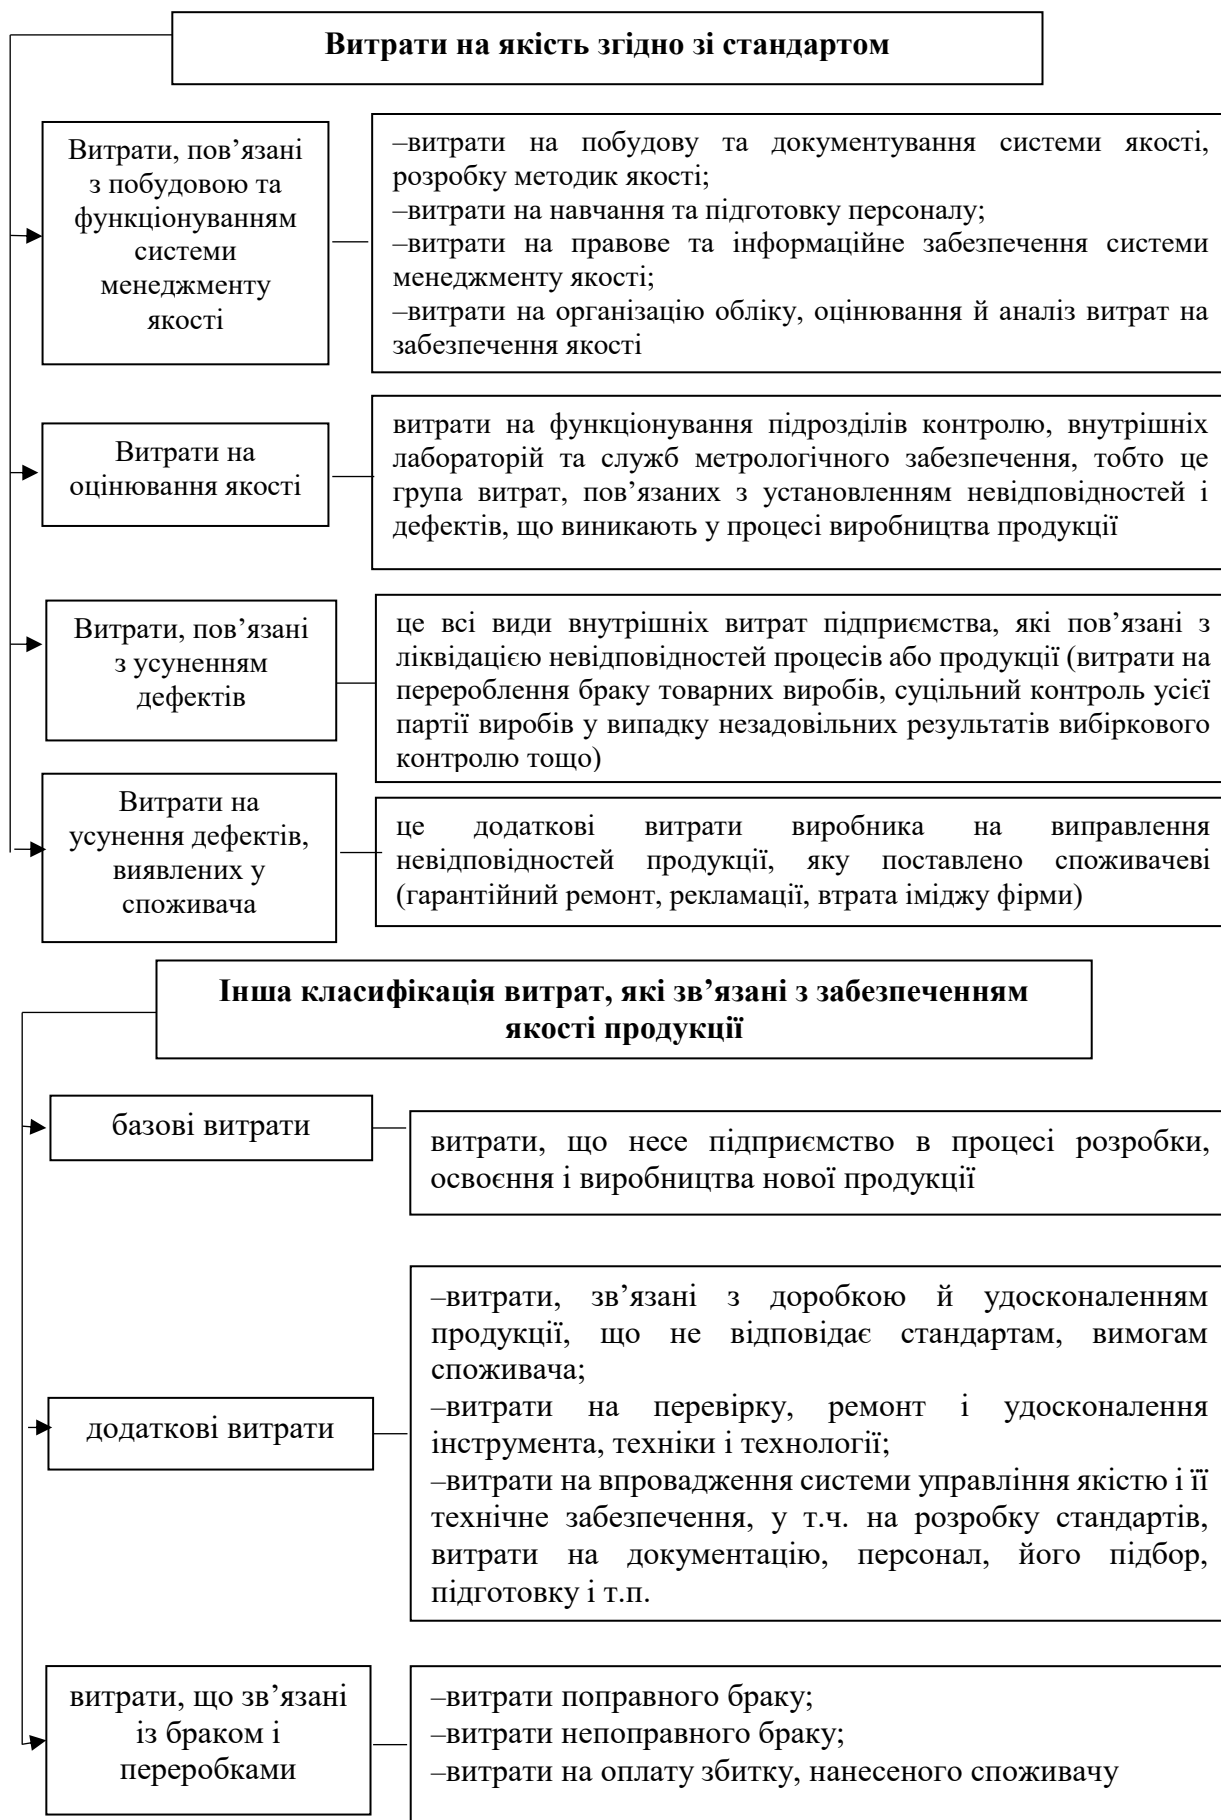 Витрати на якість згідно зі стандартом
Витрати, пов’язані
з побудовою та
функціонуванням
системи
менеджменту
якості
–витрати на побудову та документування системи якості,
розробку методик якості;
–витрати на навчання та підготовку персоналу;
–витрати на правове та інформаційне забезпечення системи
менеджменту якості;
–витрати на організацію обліку, оцінювання й аналіз витрат на
забезпечення якості
Витрати на
оцінювання якості
витрати на функціонування підрозділів контролю, внутрішніх
лабораторій та служб метрологічного забезпечення, тобто це
група витрат, пов’язаних з установленням невідповідностей і
дефектів, що виникають у процесі виробництва продукції
Витрати, пов’язані
з усуненням
дефектів
це всі види внутрішніх витрат підприємства, які пов’язані з
ліквідацією невідповідностей процесів або продукції (витрати на
перероблення браку товарних виробів, суцільний контроль усієї
партії виробів у випадку незадовільних результатів вибіркового
контролю тощо)
Витрати на
усунення дефектів,
виявлених у
споживача
це додаткові витрати виробника на виправлення
невідповідностей продукції, яку поставлено споживачеві
(гарантійний ремонт, рекламації, втрата іміджу фірми)
Інша класифікація витрат, які зв’язані з забезпеченням
якості продукції
базові витрати
витрати, що несе підприємство в процесі розробки,
освоєння і виробництва нової продукції
додаткові витрати
–витрати, зв’язані з доробкою й удосконаленням
продукції, що не відповідає стандартам, вимогам
споживача;
–витрати на перевірку, ремонт і удосконалення
інструмента, техніки і технології;
–витрати на впровадження системи управління якістю і її
технічне забезпечення, у т.ч. на розробку стандартів,
витрати на документацію, персонал, його підбор,
підготовку і т.п.
витрати, що зв’язані
із браком і
переробками
–витрати поправного браку;
–витрати непоправного браку;
–витрати на оплату збитку, нанесеного споживачу